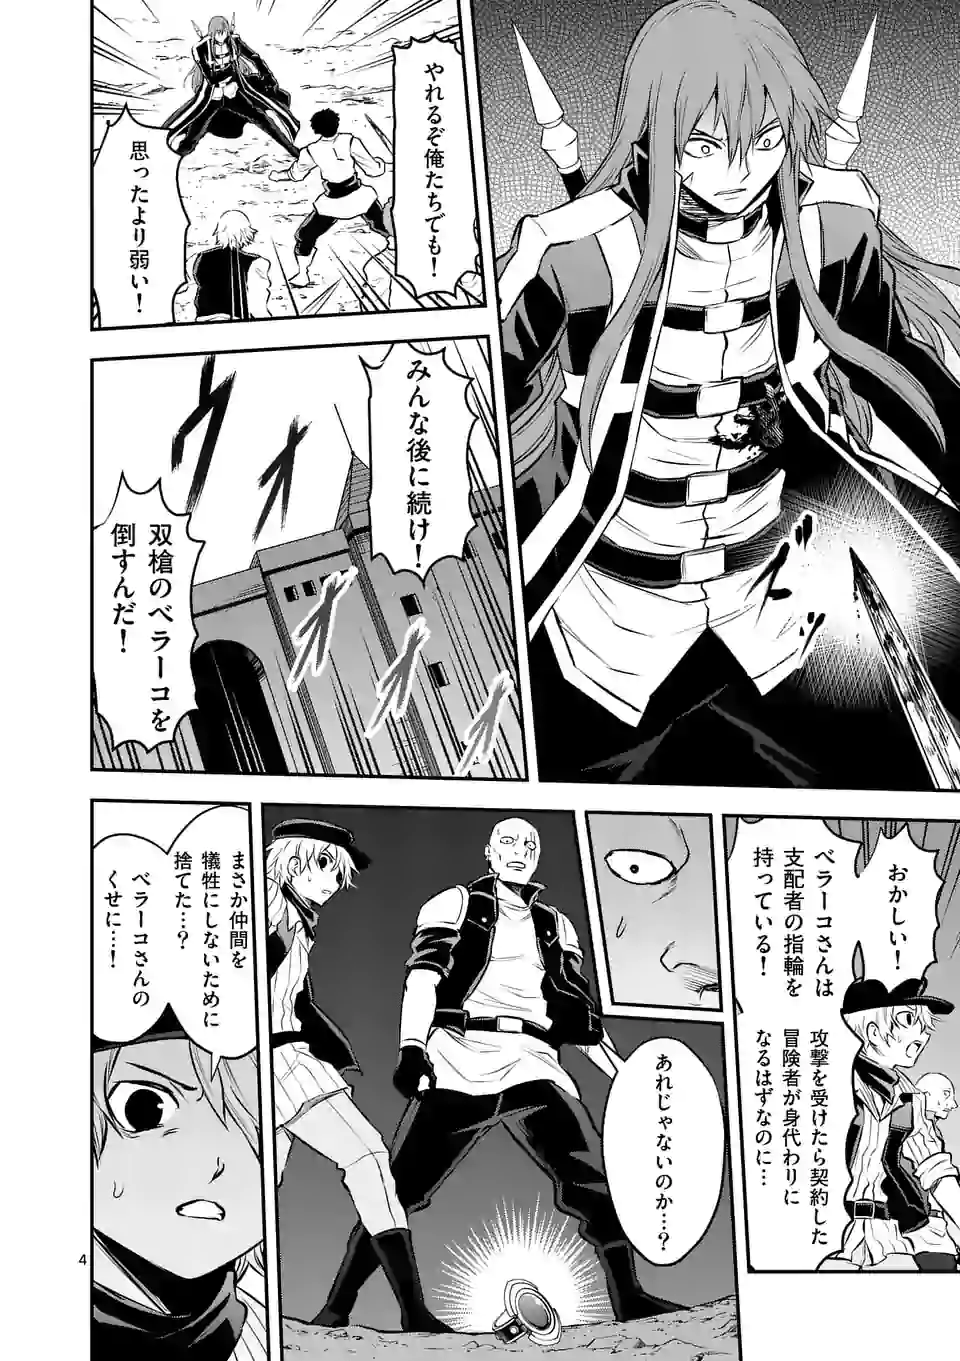 やれるぞ俺たちでも！
思ったより弱い！
みんな後に続け！
双槍のベラーコを
倒すんだ！
オオオオオ
おかしい！
ベラーコさんは
支配者の指輪を
持っている！
攻撃を受けたら契約した
冒険者が身代わりに
なるはずなのに…
あれじゃないのか…？
まさか仲間を
犠牲にしないために
捨てた…？
ベラーコさんの
くせに…！
4